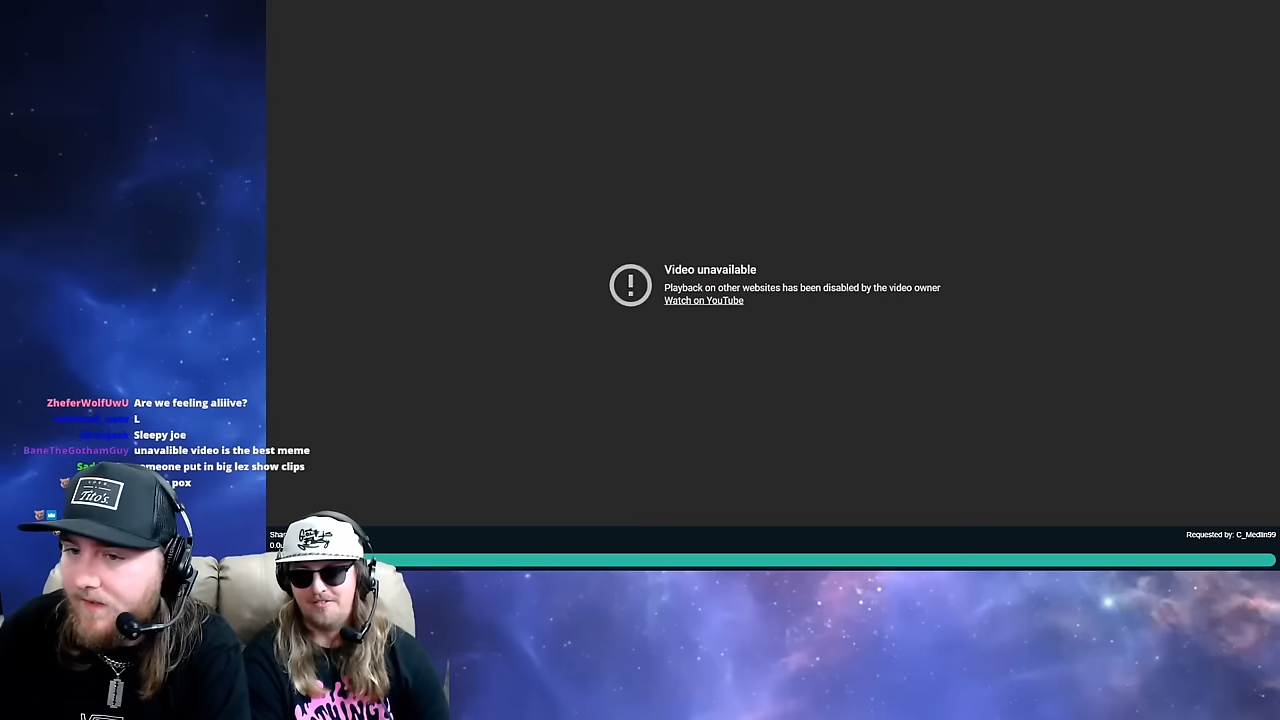 Video unavailable
Playback on other websites has been disabled by the video owner
Watch on YouTube
ZheferWolfUwU Are we feeling aliiive?
L
Sleepy joe
BaneTheGothamGuy unavalible video is the best meme
put in big lez show clips
pox
Requested by: C_Medlin99
LOVE,
Tito's.